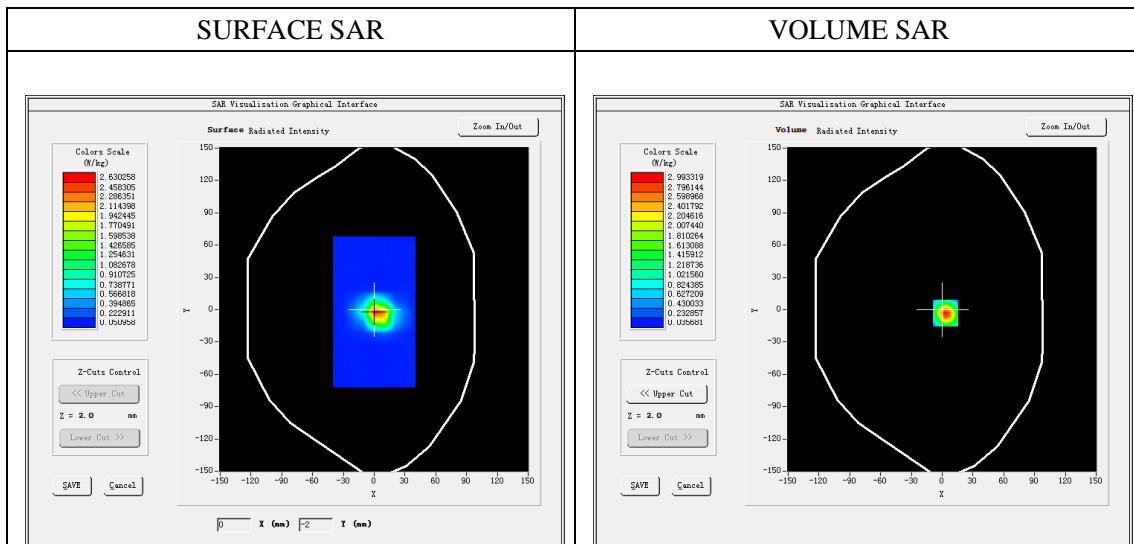 SURFACE SAR
VOLUME SAR
SAR Visualisation Graphical Interface
Surface Radiated Intensity
Zoom In/Out
Colors Scale
(W/kg)
2.630258
2.458305
2.286351
2.114398
1.942445
1.770491
1.598538
1.426585
1.254631
1.082678
0.910725
0.738771
0.566818
0.394865
0.222911
0.050958
150
120
90
60
30
0
-30
-60
-90
-120
-150
Y
-150 -120 -90 -60 -30 0 30 60 90 120 150
X
Z-Cuts Control
<< Upper Cut
Z = 2.0 mm
Lower Cut >>
SAVE Cancel
0 X (mm) -2 Y (mm)
SAR Visualisation Graphical Interface
Volume Radiated Intensity
Zoom In/Out
Colors Scale
(W/kg)
2.993319
2.796144
2.598968
2.401792
2.204616
2.007440
1.810264
1.613088
1.415912
1.218736
1.021560
0.824385
0.627209
0.430033
0.232857
0.035681
150
120
90
60
30
0
-30
-60
-90
-120
-150
Y
-150 -120 -90 -60 -30 0 30 60 90 120 150
X
Z-Cuts Control
<< Upper Cut
Z = 2.0 mm
Lower Cut >>
SAVE Cancel